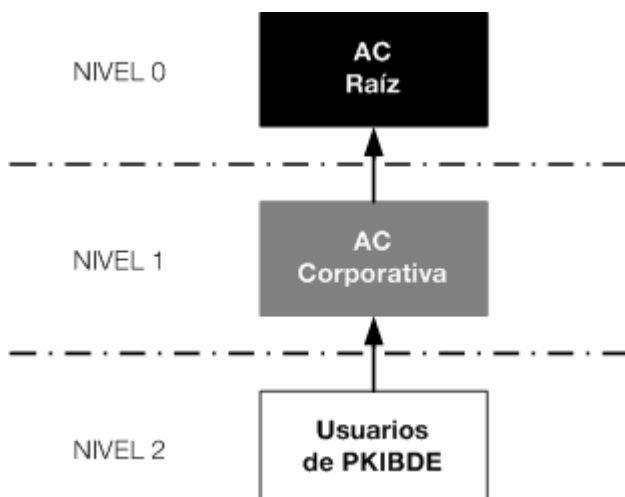 NIVEL 0
AC
Raíz
NIVEL 1
AC
Corporativa
NIVEL 2
Usuarios
de PKIBDE